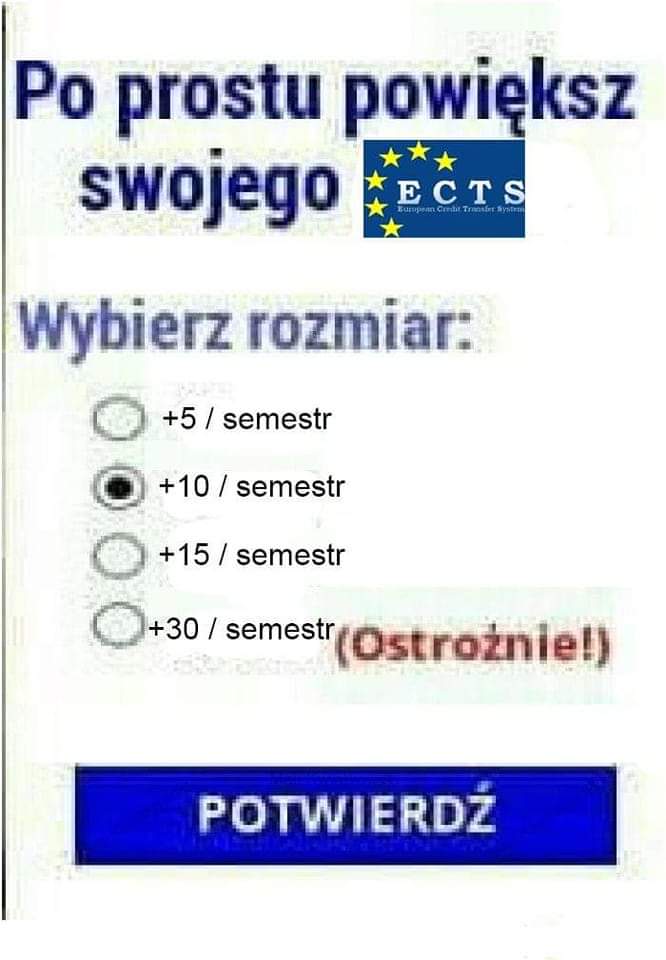 Po prostu powiększ
swojego ECTS
European Credit Transfer System
Wybierz rozmiar:
+5 / semestr
+10 / semestr
+15 / semestr
+30 / semestr (Ostrożnie!)
POTWIERDŹ